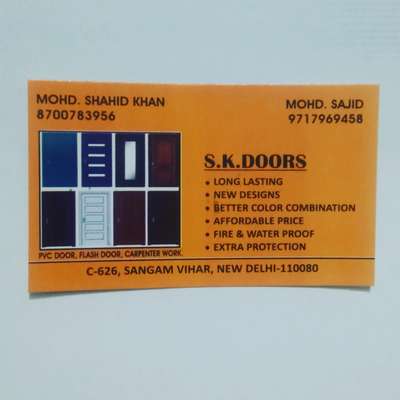 MOHD. SHAHID KHAN
8700783956
MOHD. SAJID
9717969458
S.K.DOORS
• LONG LASTING
• NEW DESIGNS
• BETTER COLOR COMBINATION
• AFFORDABLE PRICE
• FIRE & WATER PROOF
• EXTRA PROTECTION
PVC DOOR, FLASH DOOR, CARPENTER WORK.
C-626, SANGAM VIHAR, NEW DELHI-110080